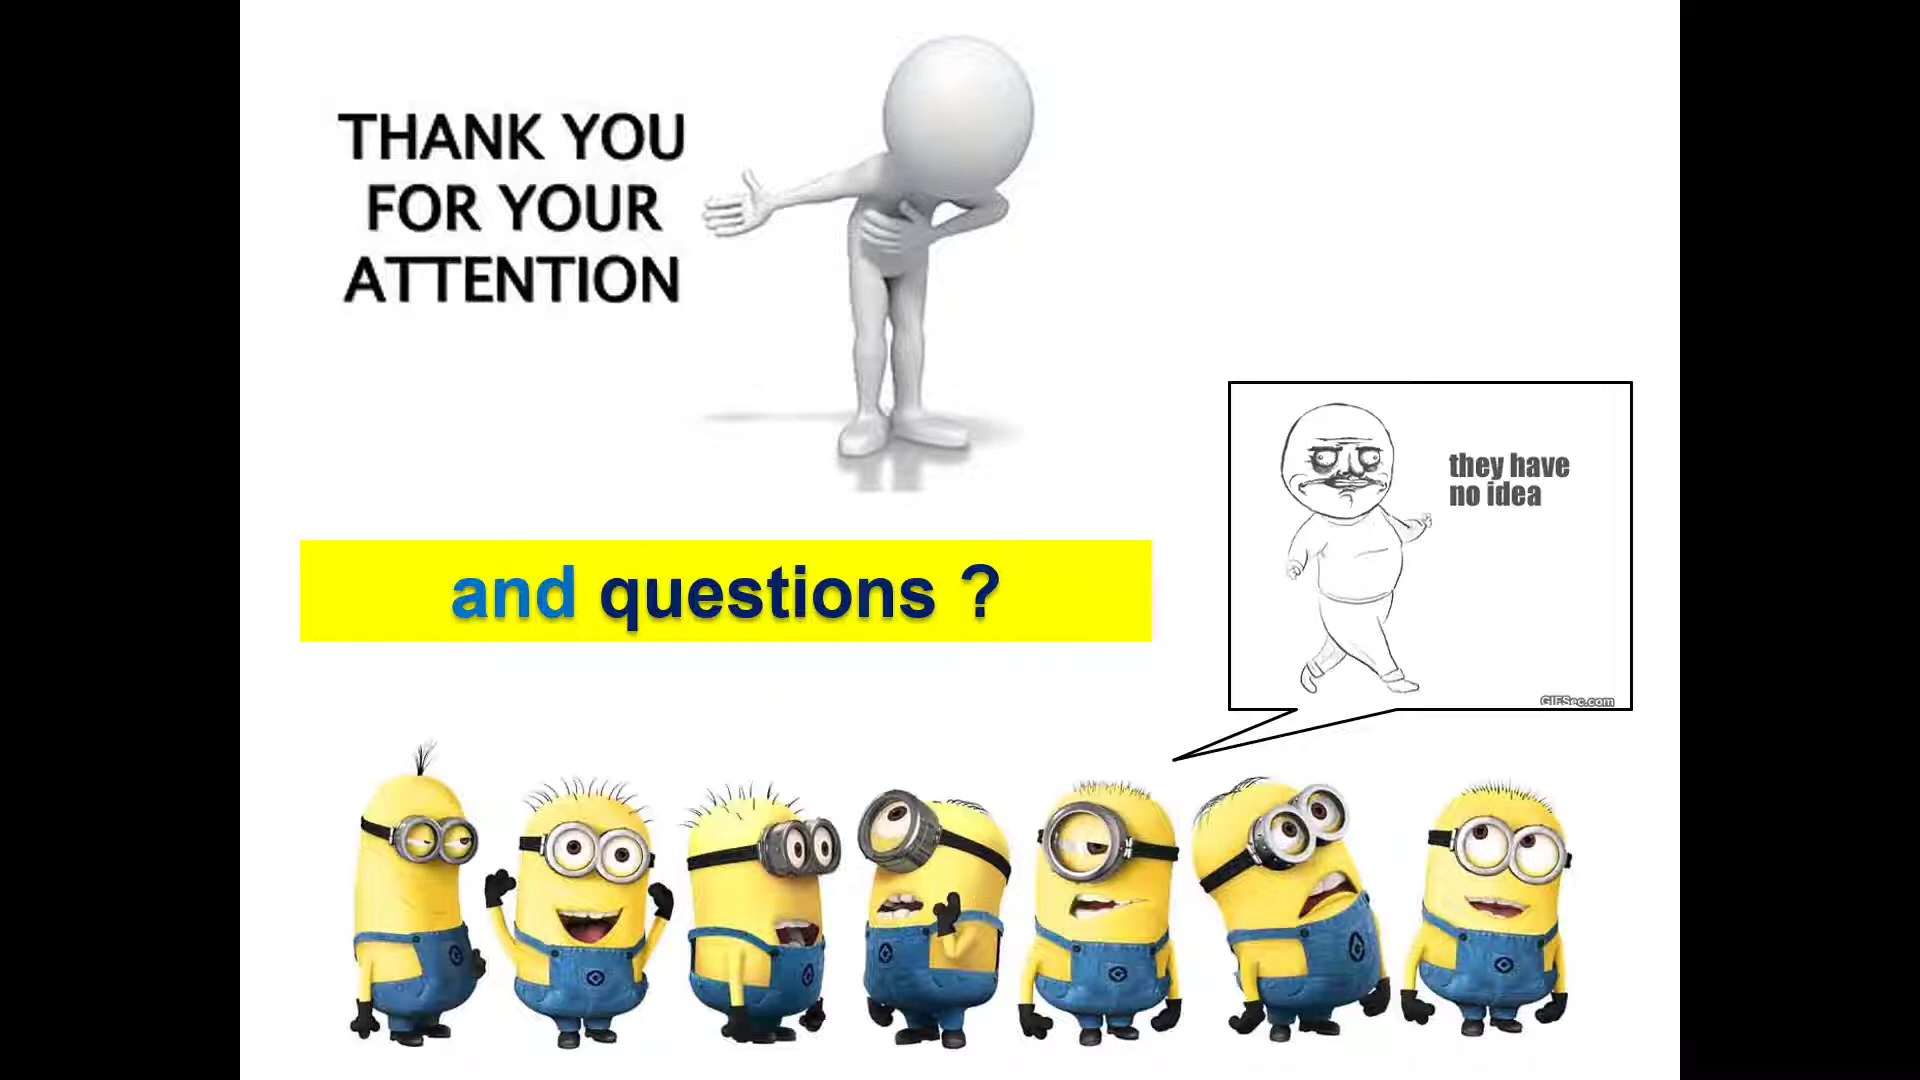 THANK YOU
FOR YOUR
ATTENTION
they have
no idea
and questions ?
GIFSec.com